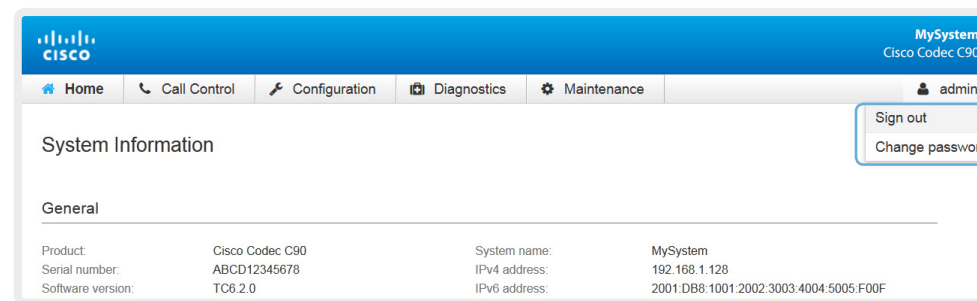 CISCO
MySystem
Cisco Codec C90
Home Call Control Configuration Diagnostics Maintenance admin
Sign out
Change passwor
System Information
General
Product: Cisco Codec C90 System name: MySystem
Serial number: ABCD12345678 IPv4 address: 192.168.1.128
Software version: TC6.2.0 IPv6 address: 2001:DB8:1001:2002:3003:4004:5005:F00F